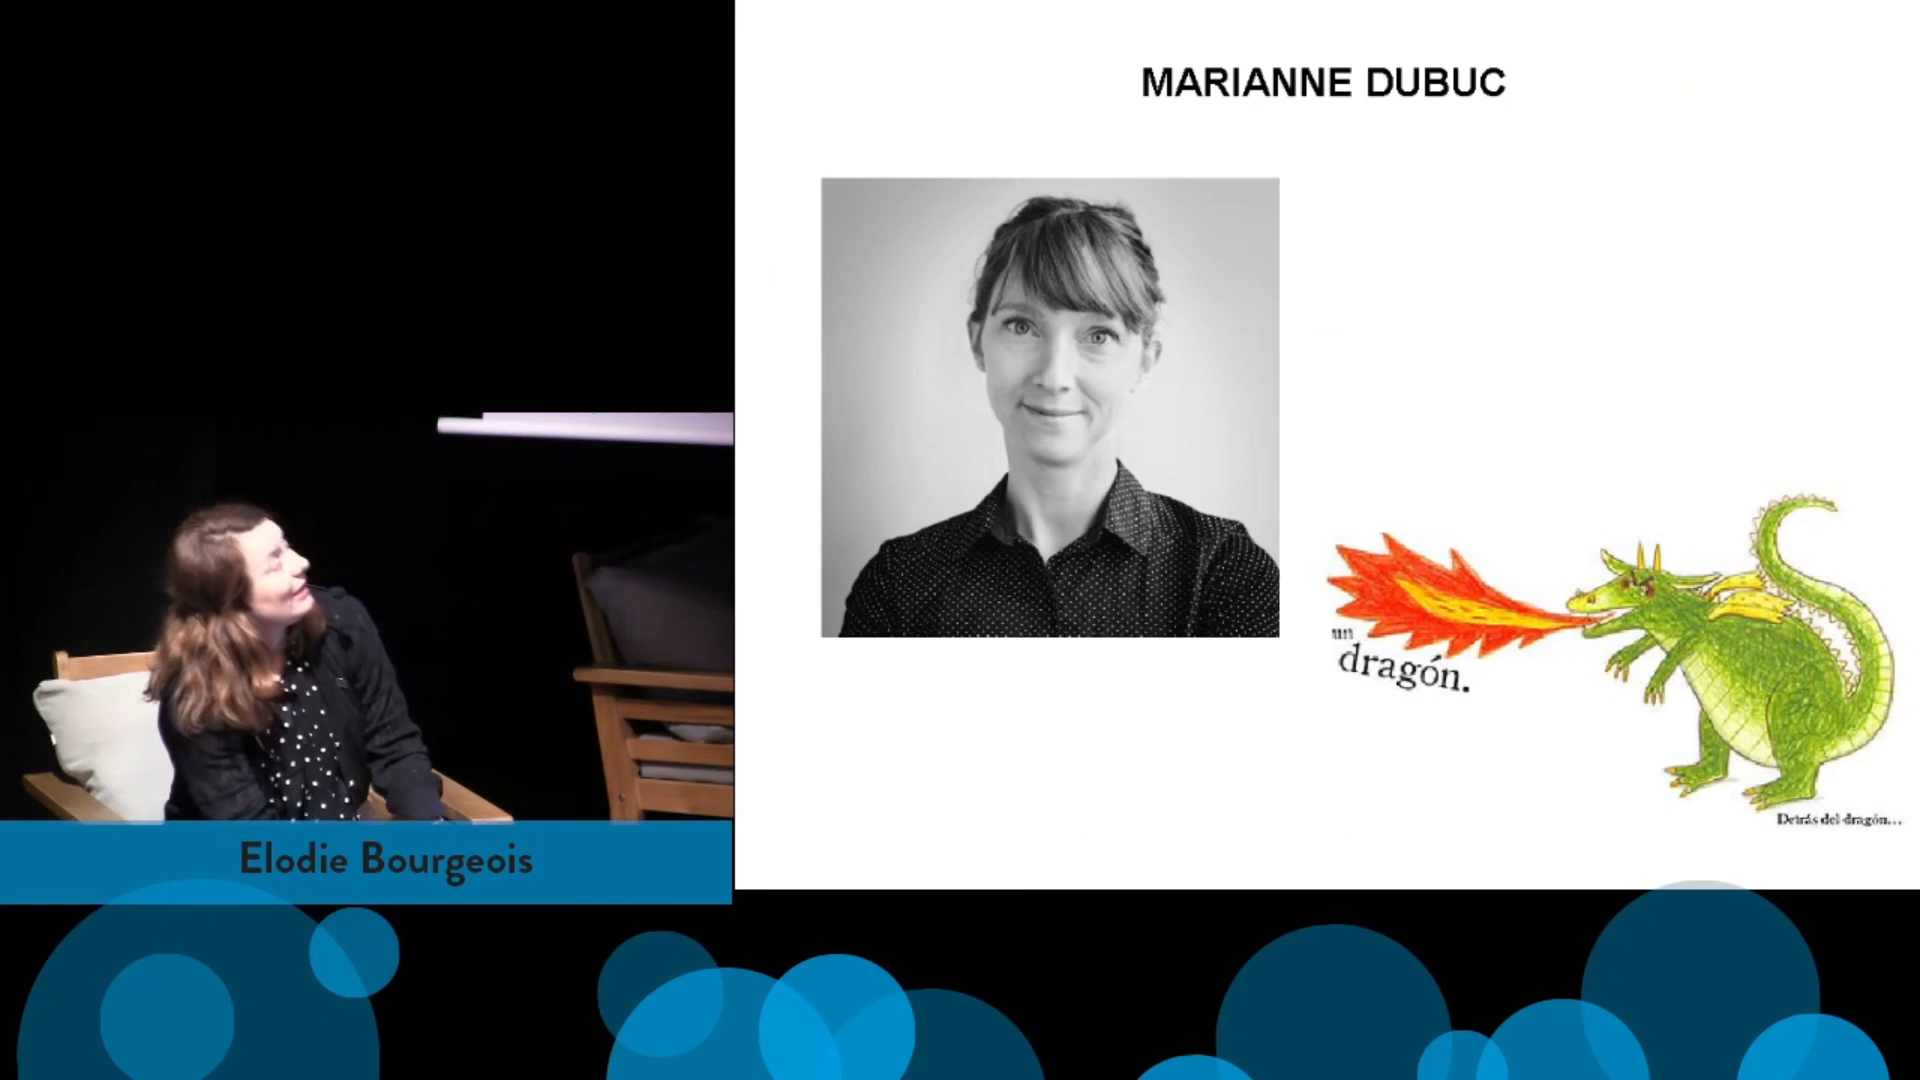 MARIANNE DUBUC
un
dragón.
Detrás del dragón...
Elodie Bourgeois